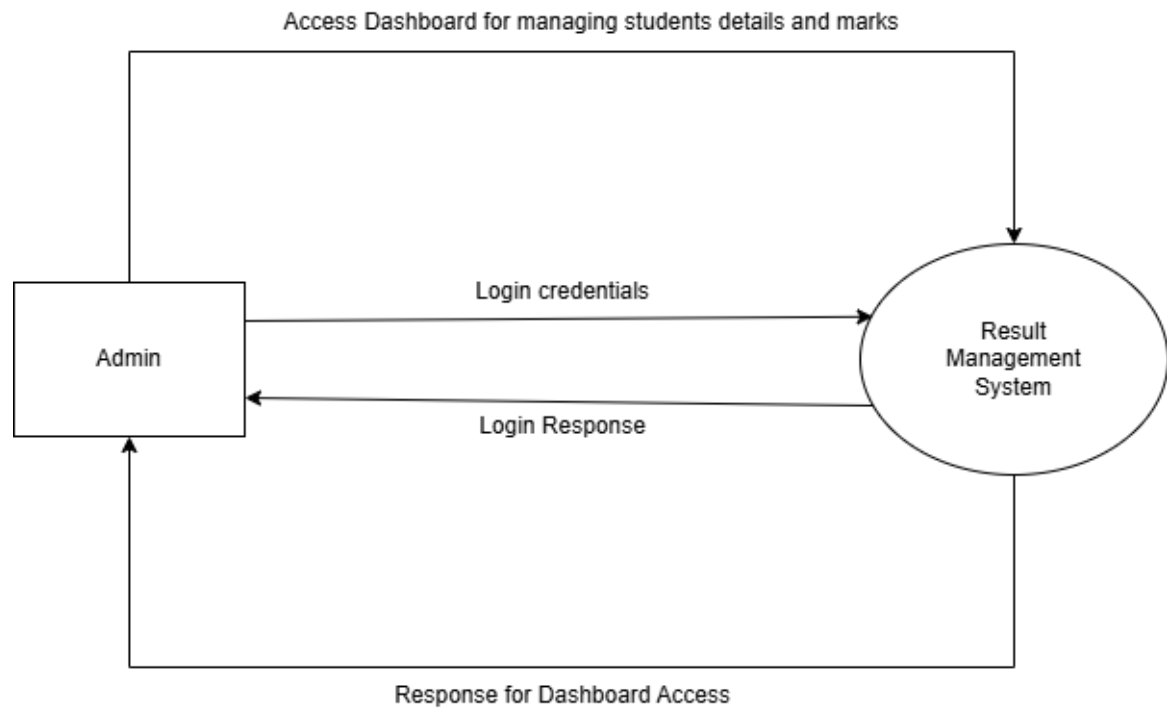 Access Dashboard for managing students details and marks
Login credentials
Admin
Result
Management
System
Login Response
Response for Dashboard Access